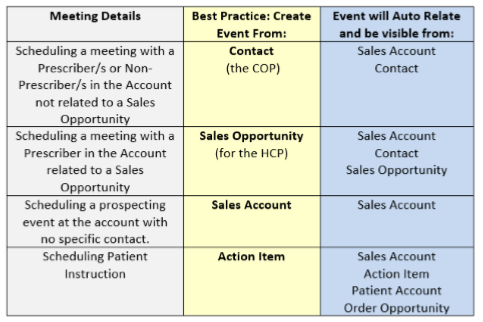 Meeting Details
Best Practice: Create
Event From:
Event will Auto Relate
and be visible from:
Scheduling a meeting with a
Prescriber/s or Non-
Prescriber/s in the Account
not related to a Sales
Opportunity
Contact
(the COP)
Sales Account
Contact
Scheduling a meeting with a
Prescriber in the Account
related to a Sales
Opportunity
Sales Opportunity
(for the HCP)
Sales Account
Contact
Sales Opportunity
Scheduling a prospecting
event at the account with
no specific contact.
Sales Account
Sales Account
Scheduling Patient
Instruction
Action Item
Sales Account
Action Item
Patient Account
Order Opportunity